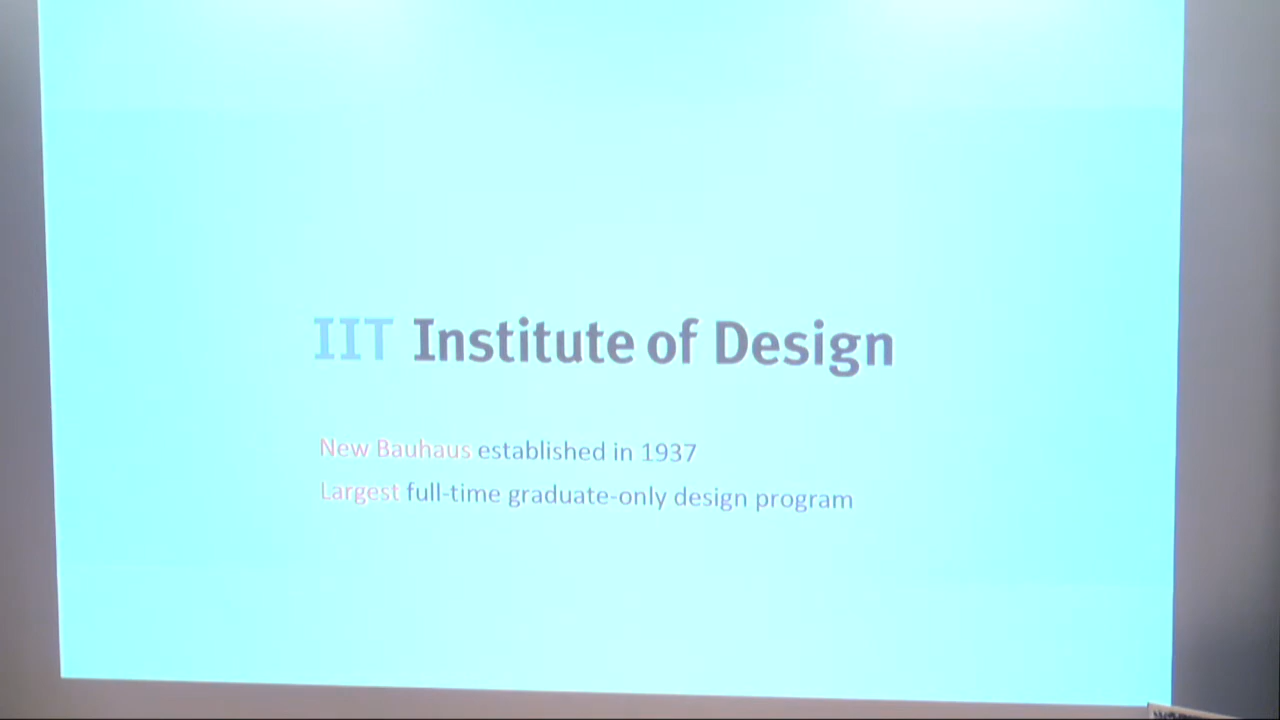 IIT Institute of Design
New Bauhaus established in 1937
Largest full-time graduate-only design program